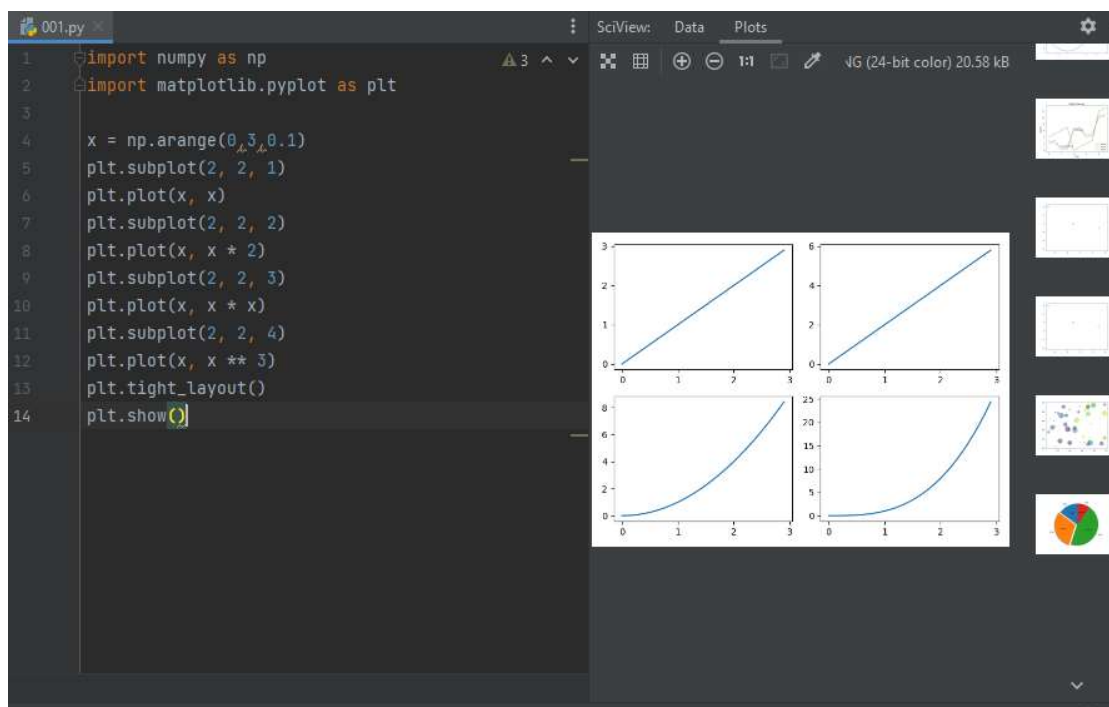 001.py
SciView: Data Plots
1 import numpy as np
3
2 import matplotlib.pyplot as plt
1:1
NG (24-bit color) 20.58 kB
3
4 x = np.arange(0,3,0.1)
5 plt.subplot(2, 2, 1)
6 plt.plot(x, x)
7 plt.subplot(2, 2, 2)
8 plt.plot(x, x * 2)
9 plt.subplot(2, 2, 3)
10 plt.plot(x, x * x)
11 plt.subplot(2, 2, 4)
12 plt.plot(x, x ** 3)
13 plt.tight_layout()
14 plt.show()
3
2
1
0
0 1 2 3
6
4
2
0
0 1 2 3
8
6
4
2
0
0 1 2 3
25
20
15
10
5
0
0 1 2 3